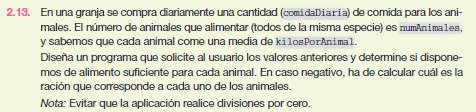 2.13. En una granja se compra diariamente una cantidad (comidaDiaria) de comida para los ani-
males. El número de animales que alimentar (todos de la misma especie) es numAnimales,
y sabemos que cada animal come una media de kilosPorAnimal.
Diseña un programa que solicite al usuario los valores anteriores y determine si dispone-
mos de alimento suficiente para cada animal. En caso negativo, ha de calcular cuál es la
ración que corresponde a cada uno de los animales.
Nota: Evitar que la aplicación realice divisiones por cero.